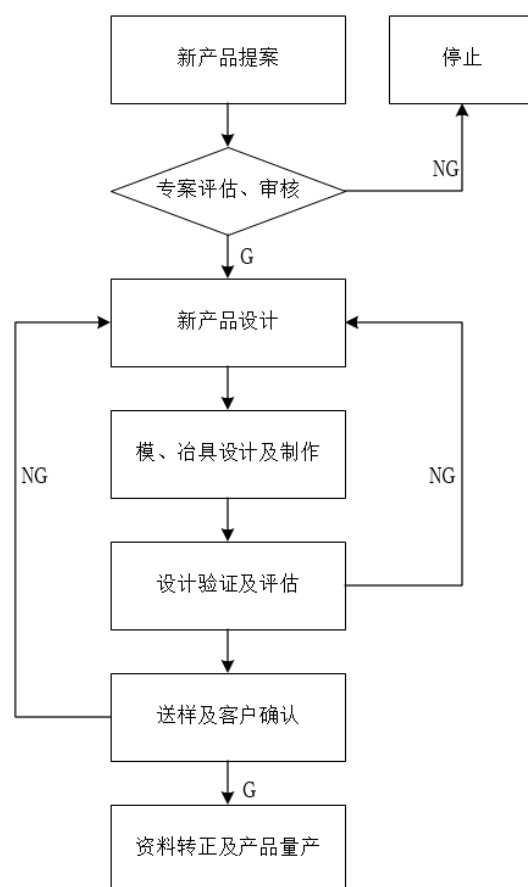 新产品提案
停止
专案评估、审核
NG
G
新产品设计
模、冶具设计及制作
NG
NG
设计验证及评估
送样及客户确认
G
资料转正及产品量产